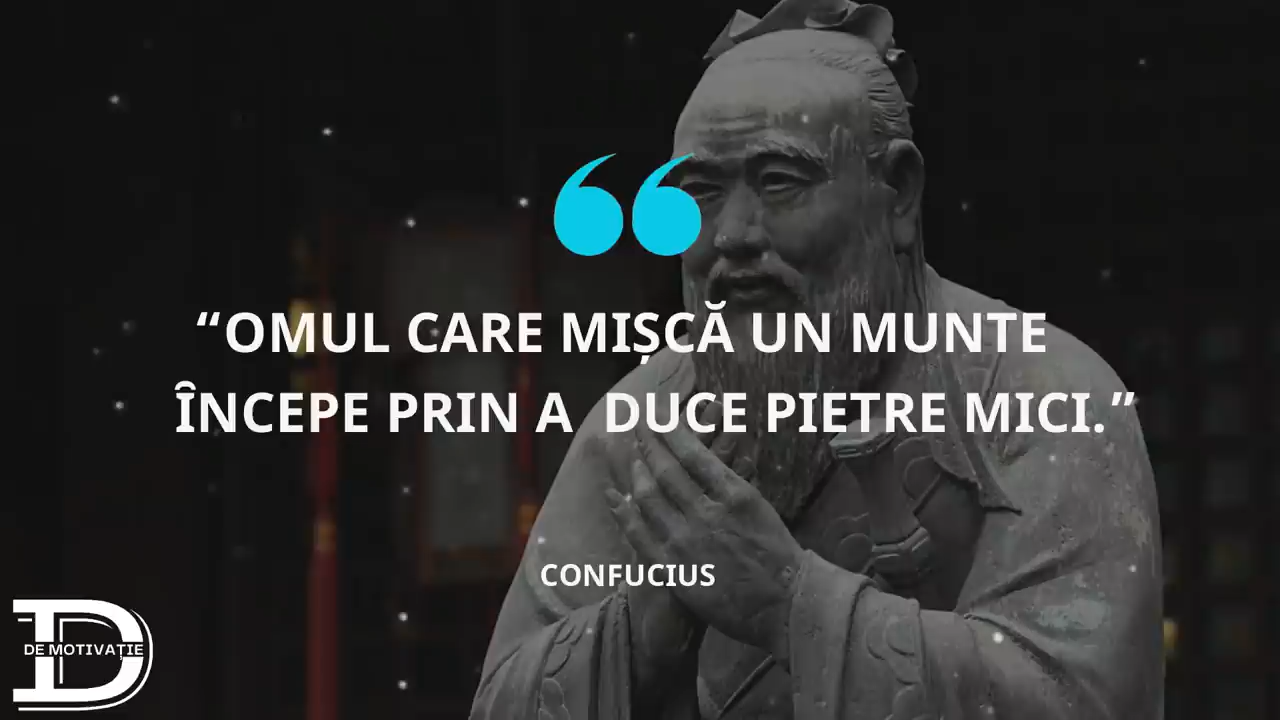 “OMUL CARE MIȘCĂ UN MUNTE
ÎNCEPE PRIN A DUCE PIETRE MICI.”
CONFUCIUS
D
DE MOTIVAȚIE